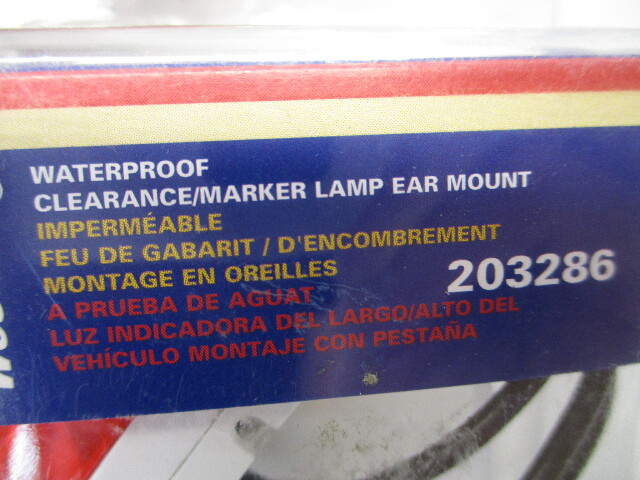 WATERPROOF
CLEARANCE/MARKER LAMP EAR MOUNT
IMPERMÉABLE
FEU DE GABARIT / D'ENCOMBREMENT
MONTAGE EN OREILLES
203286
A PRUEBA DE AGUAT
LUZ INDICADORA DEL LARGO/ALTO DEL
VEHÍCULO MONTAJE CON PESTAÑA